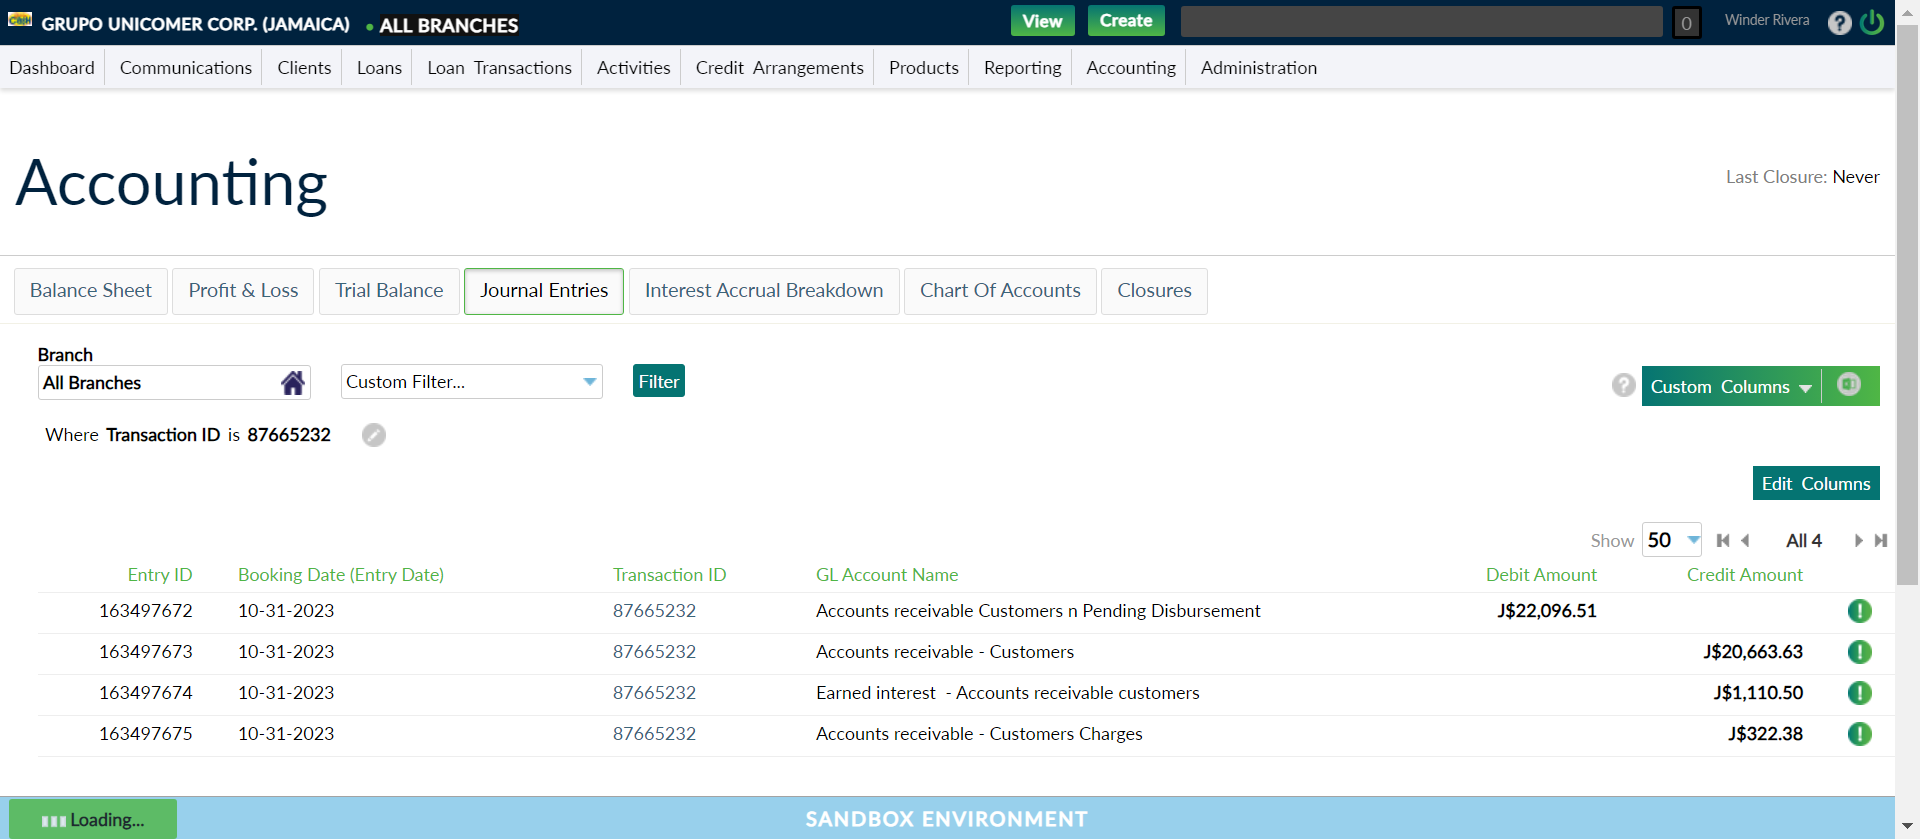 GRUPO UNICOMER CORP. (JAMAICA) • ALL BRANCHES View Create 0 Winder Rivera ?
Dashboard Communications Clients Loans Loan Transactions Activities Credit Arrangements Products Reporting Accounting Administration
Accounting
Last Closure: Never
Balance Sheet Profit & Loss Trial Balance Journal Entries Interest Accrual Breakdown Chart Of Accounts Closures
Branch
All Branches Custom Filter... Filter ? Custom Columns
Where Transaction ID is 87665232
Edit Columns
Show 50 All 4
Entry ID Booking Date (Entry Date) Transaction ID GL Account Name Debit Amount Credit Amount
163497672 10-31-2023 87665232 Accounts receivable Customers n Pending Disbursement J$22,096.51
163497673 10-31-2023 87665232 Accounts receivable - Customers J$20,663.63
163497674 10-31-2023 87665232 Earned interest - Accounts receivable customers J$1,110.50
163497675 10-31-2023 87665232 Accounts receivable - Customers Charges J$322.38
Loading... SANDBOX ENVIRONMENT